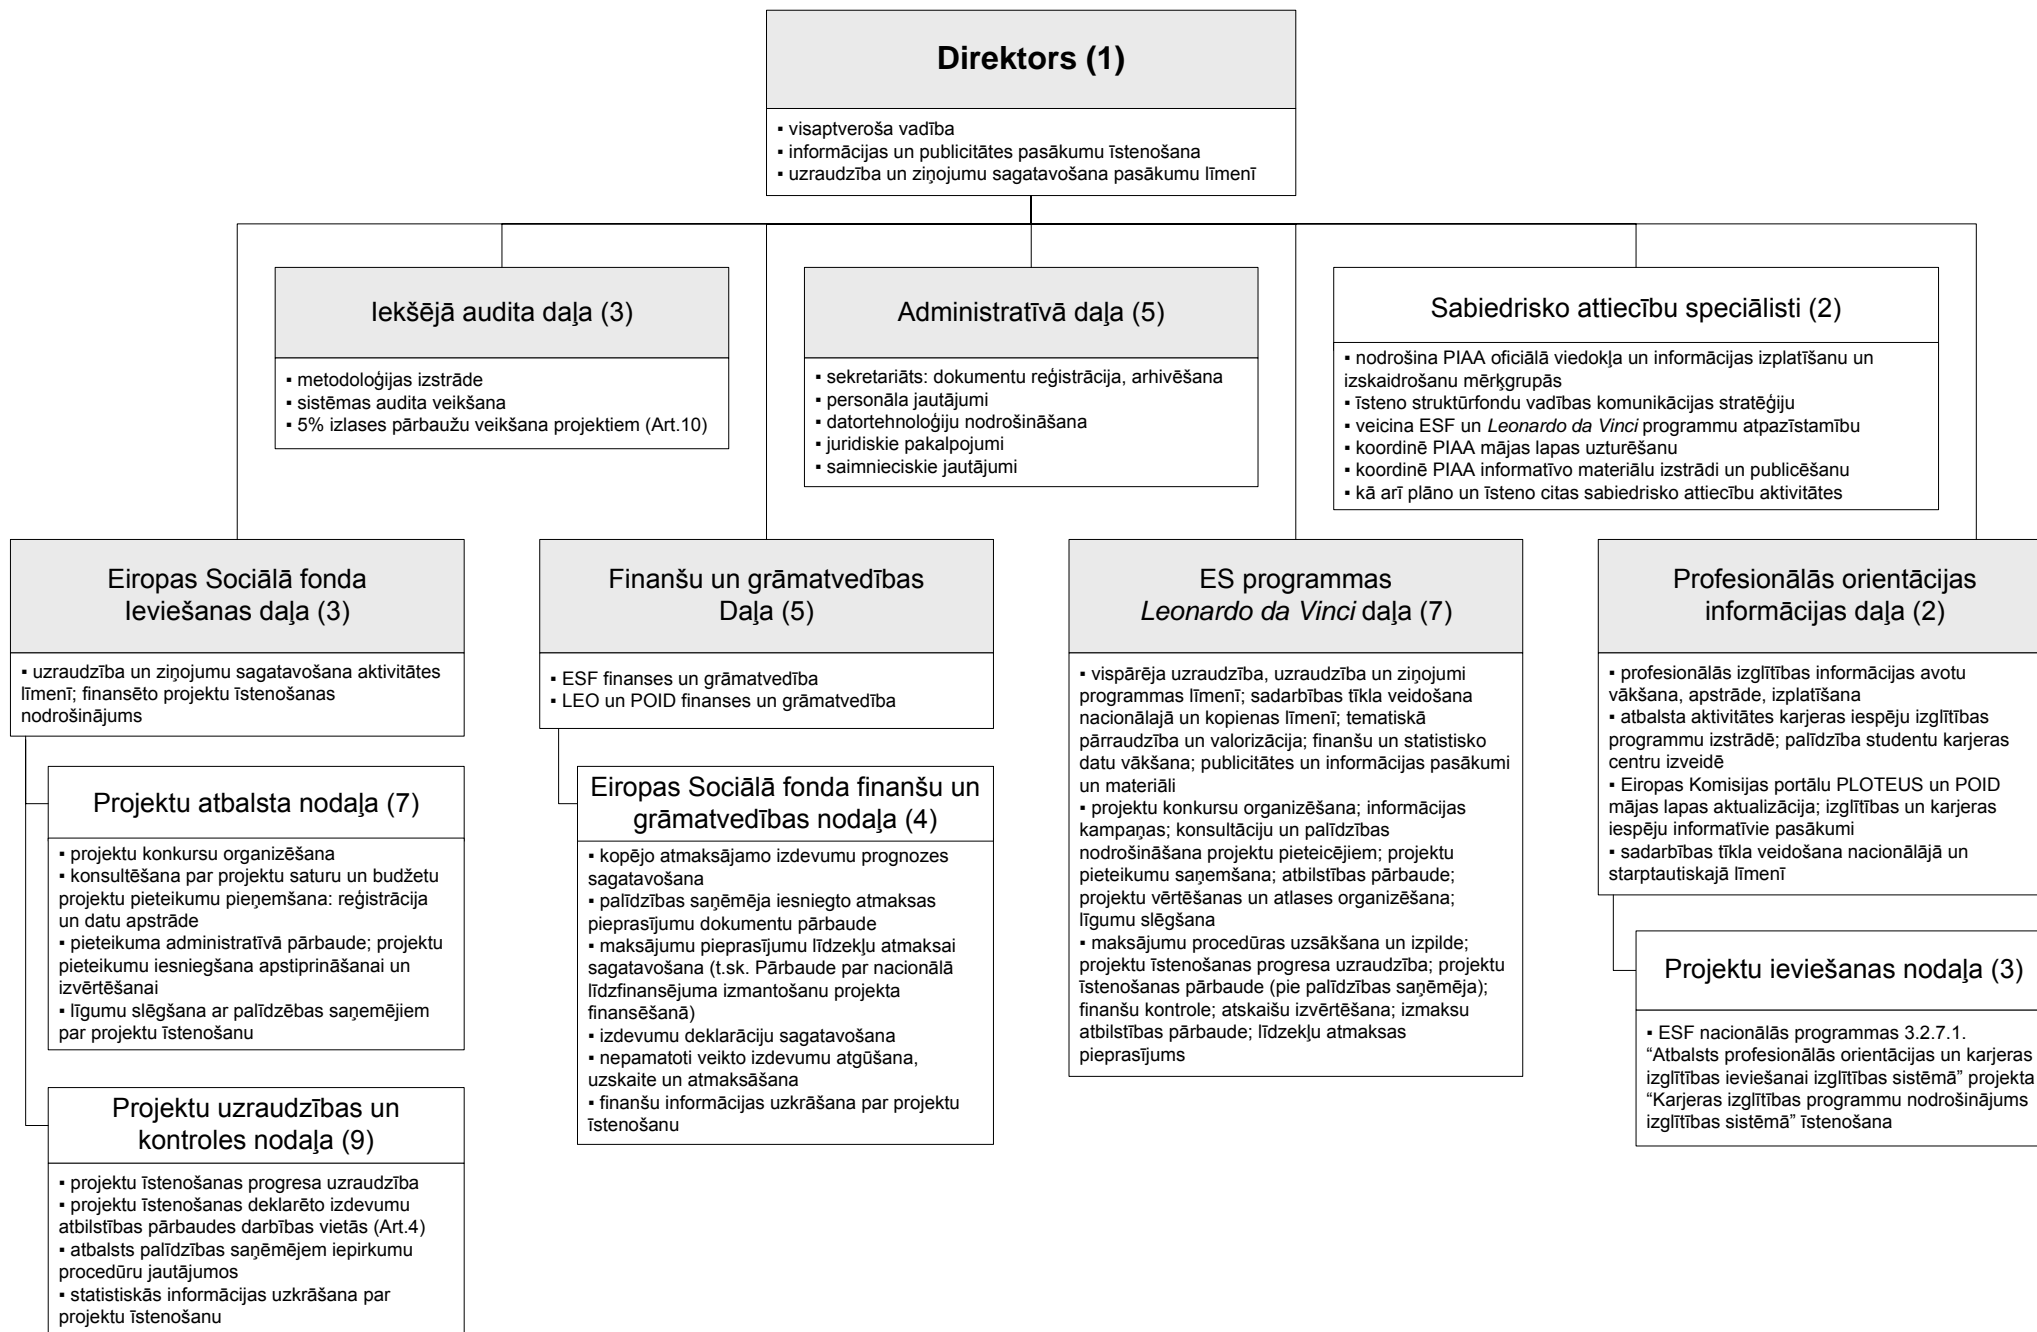 Direktors (1)
▪ visaptveroša vadība
▪ informācijas un publicitātes pasākumu īstenošana
▪ uzraudzība un ziņojumu sagatavošana pasākumu līmenī
Iekšējā audita daļa (3)
▪ metodoloģijas izstrāde
▪ sistēmas audita veikšana
▪ 5% izlases pārbaužu veikšana projektiem (Art.10)
Administratīvā daļa (5)
▪ sekretariāts: dokumentu reģistrācija, arhivēšana
▪ personāla jautājumi
▪ datortehnoloģiju nodrošināšana
▪ juridiskie pakalpojumi
▪ saimnieciskie jautājumi
Sabiedrisko attiecību speciālisti (2)
▪ nodrošina PIAA oficiālā viedokļa un informācijas izplatīšanu un
izskaidrošanu mērķgrupās
▪ īsteno struktūrfondu vadības komunikācijas stratēģiju
▪ veicina ESF un Leonardo da Vinci programmu atpazīstamību
▪ koordinē PIAA mājas lapas uzturēšanu
▪ koordinē PIAA informatīvo materiālu izstrādi un publicēšanu
▪ kā arī plāno un īsteno citas sabiedrisko attiecību aktivitātes
Eiropas Sociālā fonda
Ieviešanas daļa (3)
▪ uzraudzība un ziņojumu sagatavošana aktivitātes
līmenī; finansēto projektu īstenošanas
nodrošinājums
Projektu atbalsta nodaļa (7)
▪ projektu konkursu organizēšana
▪ konsultēšana par projektu saturu un budžetu
projektu pieteikumu pieņemšana: reģistrācija
un datu apstrāde
▪ pieteikuma administratīvā pārbaude; projektu
pieteikumu iesniegšana apstiprināšanai un
izvērtēšanai
▪ līgumu slēgšana ar palīdzēbas saņemējiem
par projektu īstenošanu
Projektu uzraudzības un
kontroles nodaļa (9)
▪ projektu īstenošanas progresa uzraudzība
▪ projektu īstenošanas deklarēto izdevumu
atbilstības pārbaudes darbības vietās (Art.4)
▪ atbalsts palīdzības saņēmējem iepirkumu
procedūru jautājumos
▪ statistiskās informācijas uzkrāšana par
projektu īstenošanu
Finanšu un grāmatvedības
Daļa (5)
▪ ESF finanses un grāmatvedība
▪ LEO un POID finanses un grāmatvedība
Eiropas Sociālā fonda finanšu un
grāmatvedības nodaļa (4)
▪ kopējo atmaksājamo izdevumu prognozes
sagatavošana
▪ palīdzības saņēmēja iesniegto atmaksas
pieprasījumu dokumentu pārbaude
▪ maksājumu pieprasījumu līdzekļu atmaksai
sagatavošana (t.sk. Pārbaude par nacionālā
līdzfinansējuma izmantošanu projekta
finansēšanā)
▪ izdevumu deklarāciju sagatavošana
▪ nepamatoti veikto izdevumu atgūšana,
uzskaite un atmaksāšana
▪ finanšu informācijas uzkrāšana par projektu
īstenošanu
ES programmas
Leonardo da Vinci daļa (7)
▪ vispārēja uzraudzība, uzraudzība un ziņojumi
programmas līmenī; sadarbības tīkla veidošana
nacionālajā un kopienas līmenī; tematiskā
pārraudzība un valorizācija; finanšu un statistisko
datu vākšana; publicitātes un informācijas pasākumi
un materiāli
▪ projektu konkursu organizēšana; informācijas
kampaņas; konsultāciju un palīdzības
nodrošināšana projektu pieteicējiem; projektu
pieteikumu saņemšana; atbilstības pārbaude;
projektu vērtēšanas un atlases organizēšana;
līgumu slēgšana
▪ maksājumu procedūras uzsākšana un izpilde;
projektu īstenošanas progresa uzraudzība; projektu
īstenošanas pārbaude (pie palīdzības saņēmēja);
finanšu kontrole; atskaišu izvērtēšana; izmaksu
atbilstības pārbaude; līdzekļu atmaksas
pieprasījums
Profesionālās orientācijas
informācijas daļa (2)
▪ profesionālās izglītības informācijas avotu
vākšana, apstrāde, izplatīšana
▪ atbalsta aktivitātes karjeras iespēju izglītības
programmu izstrādē; palīdzība studentu karjeras
centru izveidē
▪ Eiropas Komisijas portālu PLOTEUS un POID
mājas lapas aktualizācija; izglītības un karjeras
iespēju informatīvie pasākumi
▪ sadarbības tīkla veidošana nacionālajā un
starptautiskajā līmenī
Projektu ieviešanas nodaļa (3)
▪ ESF nacionālās programmas 3.2.7.1.
“Atbalsts profesionālās orientācijas un karjeras
izglītības ieviešanai izglītības sistēmā” projekta
“Karjeras izglītības programmu nodrošinājums
izglītības sistēmā” īstenošana